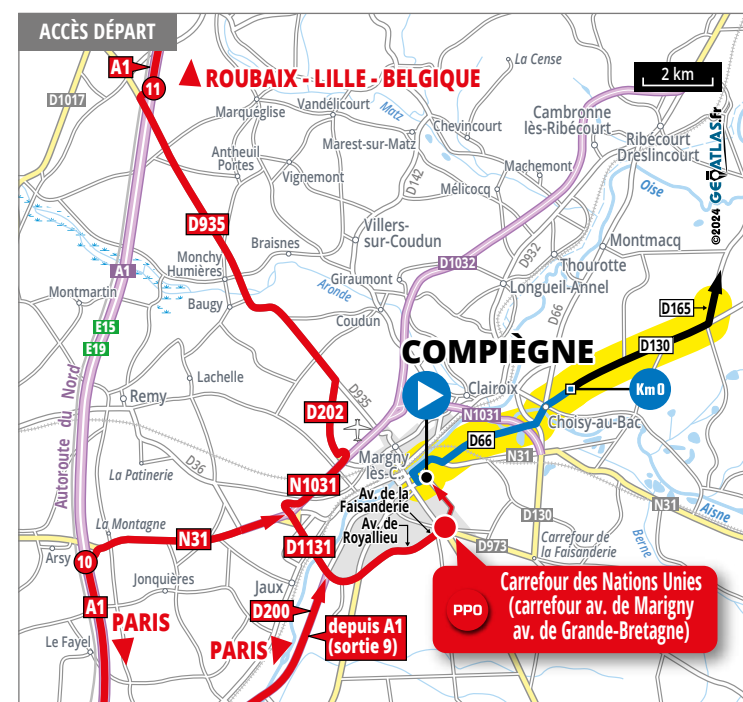 ACCÈS DÉPART
A1
11
ROUBAIX - LILLE - BELGIQUE
La Cense
2 km
D1017
Marquéglise
Vandélicourt
Matz
Chevincourt
Cambronne
lès-Ribécourt
Ribécourt
Dreslincourt
©2024 GEOATLAS.fr
Antheuil
Portes
Marest-sur-Matz
Vignemont
D142
Machemont
Mélicocq
Oise
D935
Villers-
sur-Coudun
Braisnes
Monchy
Humières
D1032
D932
Montmacq
Thourotte
A1
Giraumont
Longueil-Annel
Montmartin
Baugy
Aronde
Coudun
D66
D165
E15
E19
D130
COMPIÈGNE
Autoroute du Nord
Lachelle
Remy
D935
Clairoix
Km 0
D202
N1031
Choisy-au-Bac
D36
Margny
lès-C.
D66
N31
La Patinerie
N1031
Av. de la
Faisanderie
N31
Aisne
La Montagne
N31
Av. de
Royallieu
D130
Berne
D1131
D973
Carrefour de
la Faisanderie
Arsy
10
Jonquières
Jaux
A1
D200
PARIS
PARIS
depuis A1
(sortie 9)
Le Fayel
PPO
Carrefour des Nations Unies
(carrefour av. de Marigny
av. de Grande-Bretagne)